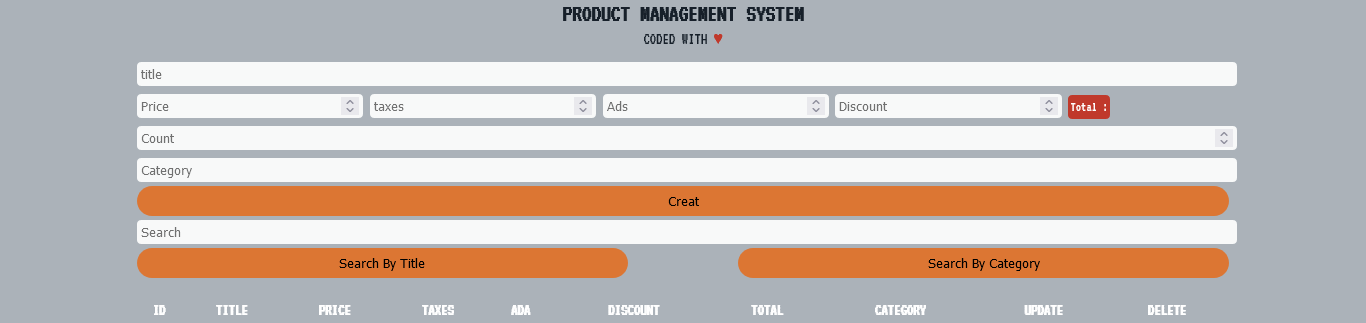 PRODUCT MANAGEMENT SYSTEM
CODED WITH ♥
title
Price taxes Ads Discount Total :
Count
Category
Creat
Search
Search By Title Search By Category
ID TITLE PRICE TAXES ADA DISCOUNT TOTAL CATEGORY UPDATE DELETE